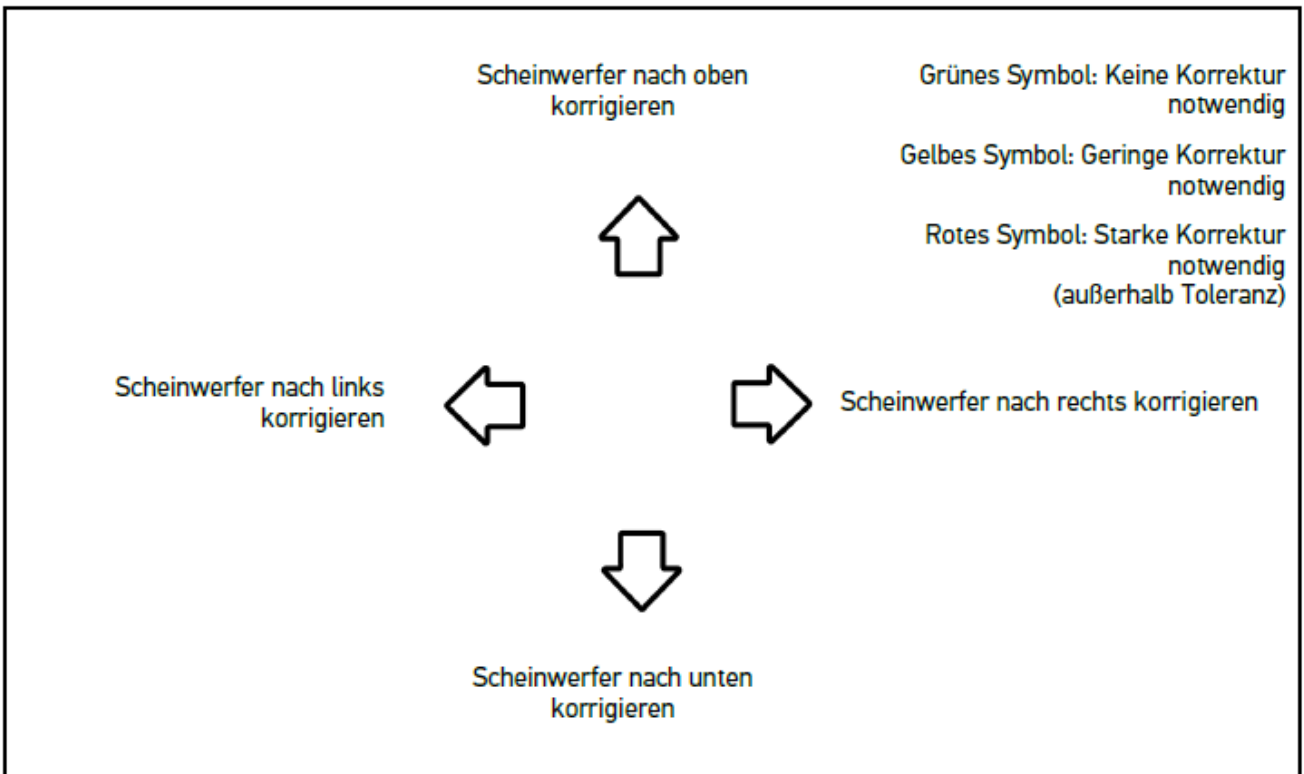 Scheinwerfer nach oben
korrigieren
Grünes Symbol: Keine Korrektur
notwendig
Gelbes Symbol: Geringe Korrektur
notwendig
Rotes Symbol: Starke Korrektur
notwendig
(außerhalb Toleranz)
Scheinwerfer nach links
korrigieren
Scheinwerfer nach rechts korrigieren
Scheinwerfer nach unten
korrigieren